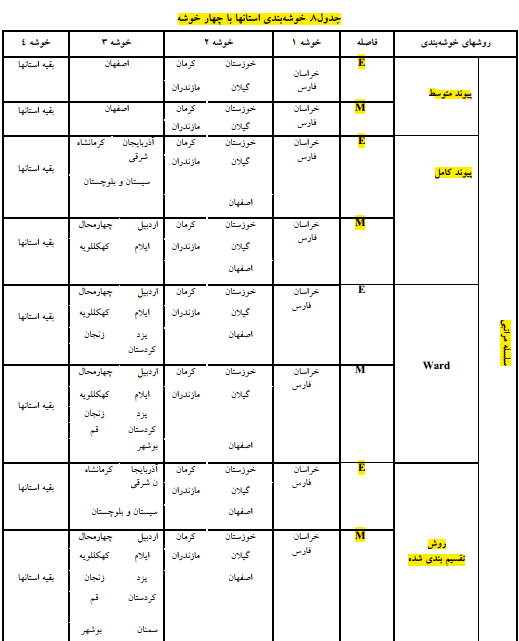 جدول۸. خوشه‌بندی استانها با چهار خوشه
روشهای خوشه‌بندی فاصله خوشه ۱ خوشه ۲ خوشه ۳ خوشه ٤
سلسله مراتبی
پیوند متوسط
E
خراسان خوزستان کرمان اصفهان بقیه استانها
فارس گیلان مازندران
M
خراسان خوزستان کرمان اصفهان بقیه استانها
فارس گیلان مازندران
پیوند کامل
E
خراسان خوزستان کرمان آذربایجان کرمانشاه
فارس گیلان مازندران شرقی بقیه استانها
سیستان و بلوچستان
اصفهان
M
خراسان خوزستان کرمان اردبیل چهارمحال
فارس گیلان مازندران ایلام کهکللویه بقیه استانها
اصفهان
Ward
E
خراسان خوزستان کرمان اردبیل چهارمحال
فارس گیلان مازندران ایلام کهکللویه بقیه استانها
اصفهان یزد زنجان
کردستان
M
خراسان خوزستان کرمان اردبیل چهارمحال
فارس گیلان مازندران ایلام کهکللویه
یزد زنجان بقیه استانها
کردستان قم
اصفهان بوشهر
روش
تقسیم بندی شده
E
خراسان خوزستان کرمان آذربایجا کرمانشاه
فارس گیلان مازندران ن شرقی بقیه استانها
اصفهان سیستان و بلوچستان
M
خراسان خوزستان کرمان اردبیل چهارمحال
فارس گیلان مازندران ایلام کهکللویه
اصفهان یزد زنجان بقیه استانها
کردستان قم
سمنان بوشهر